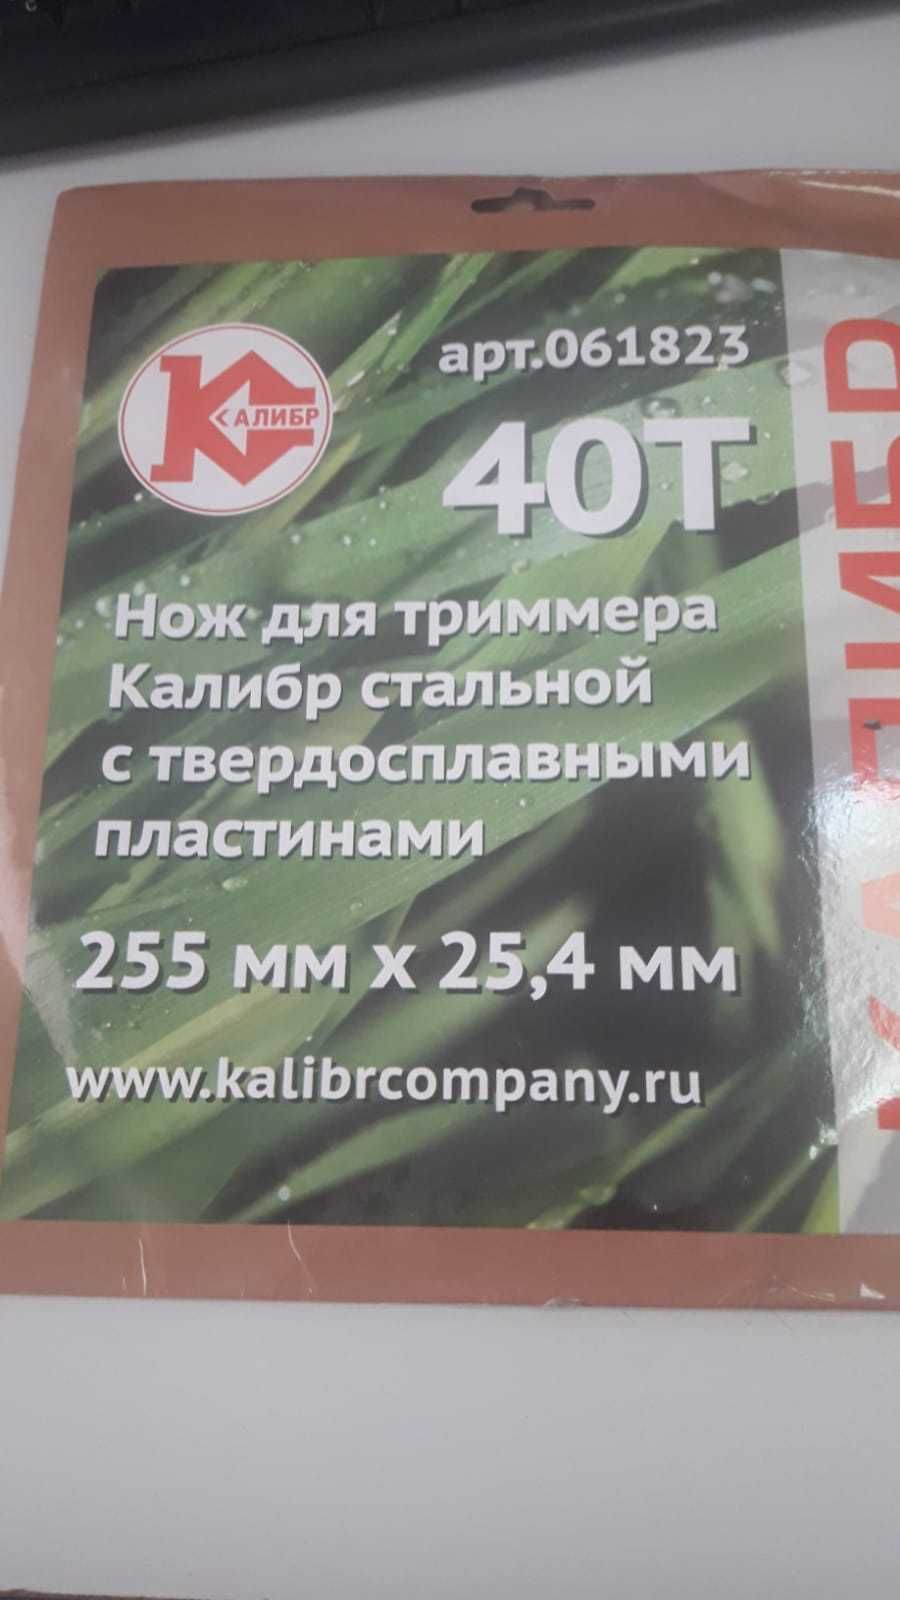 КАЛИБР
арт.061823
40Т
Нож для триммера
Калибр стальной
с твердосплавными
пластинами
255 мм х 25,4 мм
www.kalibrcompany.ru
КАЛИБР